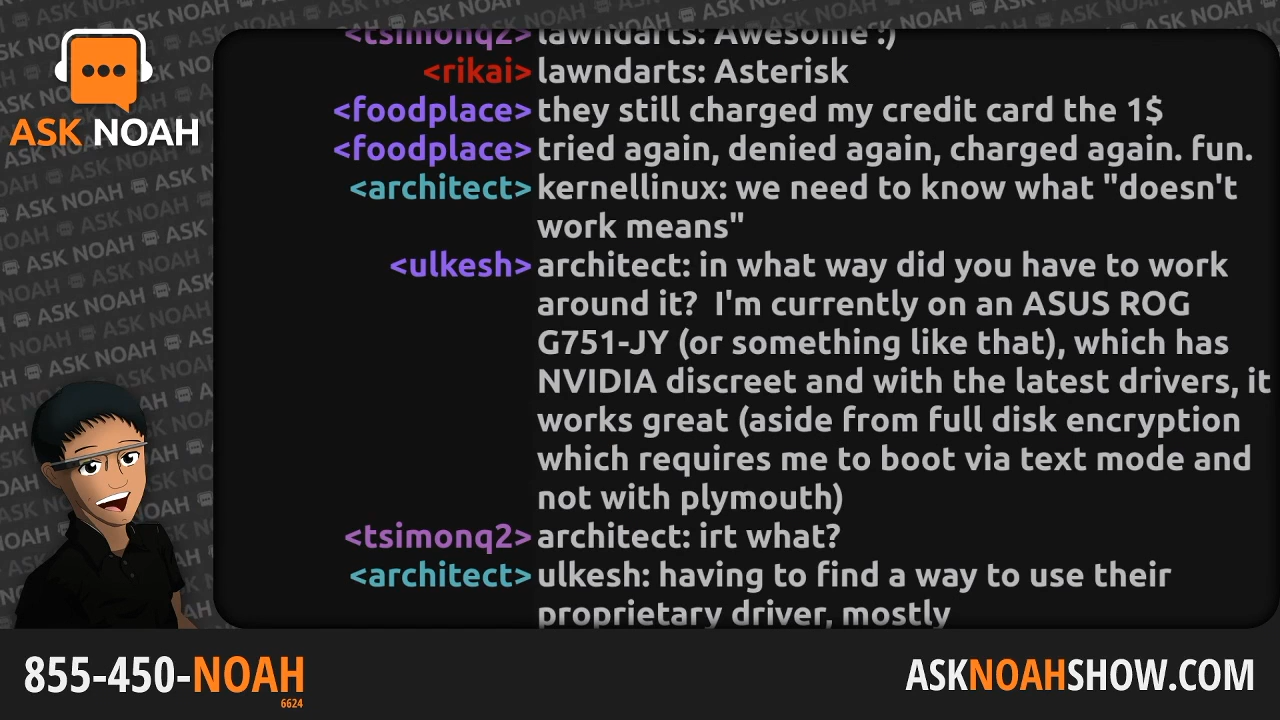 ASK NOAH
<tsimonq2> lawndarts: Awesome :)
<rikai> lawndarts: Asterisk
<foodplace> they still charged my credit card the 1$
<foodplace> tried again, denied again, charged again. fun.
<architect> kernellinux: we need to know what "doesn't
work means"
<ulkesh> architect: in what way did you have to work
around it?  I'm currently on an ASUS ROG
G751-JY (or something like that), which has
NVIDIA discreet and with the latest drivers, it
works great (aside from full disk encryption
which requires me to boot via text mode and
not with plymouth)
<tsimonq2> architect: irt what?
<architect> ulkesh: having to find a way to use their
proprietary driver, mostly
855-450-NOAH
6624
ASKNOAHSHOW.COM